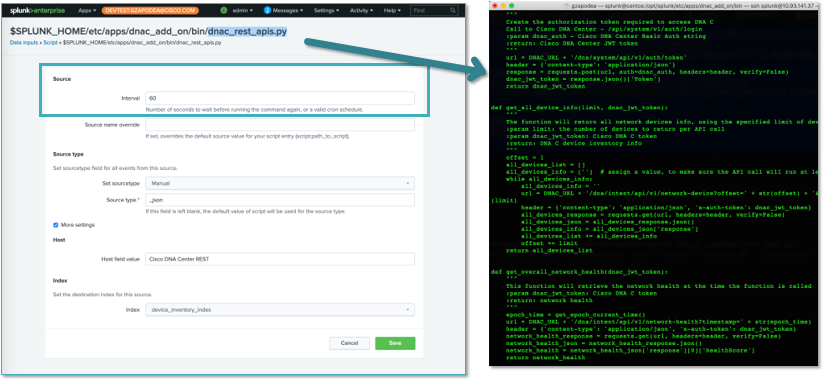 splunk>enterprise Apps DEVTEST-GZAPODEA@CISCO.COM admin 2 Messages Settings Activity Help Find
$SPLUNK_HOME/etc/apps/dnac_add_on/bin/dnac_rest_apis.py
Data inputs » Script » $SPLUNK_HOME/etc/apps/dnac_add_on/bin/dnac_rest_apis.py
Source
Interval 60
Number of seconds to wait before running the command again, or a valid cron schedule.
Source name override
If set, overrides the default source value for your script entry (script:path_to_script).
Source type
Set sourcetype field for all events from this source.
Set sourcetype Manual
Source type * _json
If this field is left blank, the default value of script will be used for the source type.
More settings
Host
Host field value Cisco DNA Center REST
Index
Set the destination index for this source.
Index device_inventory_index
Cancel Save
gzapodea — splunk@centos:/opt/splunk/etc/apps/dnac_add_on/bin — ssh splunk@10.93.141.37
"""
Create the authorization token required to access DNA C
Call to Cisco DNA Center - /api/system/v1/auth/login
:param dnac_auth - Cisco DNA Center Basic Auth string
:return: Cisco DNA Center JWT token
"""
url = DNAC_URL + '/dna/system/api/v1/auth/token'
header = {'content-type': 'application/json'}
response = requests.post(url, auth=dnac_auth, headers=header, verify=False)
dnac_jwt_token = response.json()['Token']
return dnac_jwt_token
def get_all_device_info(limit, dnac_jwt_token):
"""
The function will return all network devices info, using the specified limit of dev
:param limit: the number of devices to return per API call
:param dnac_jwt_token: Cisco DNA C token
:return: DNA C device inventory info
"""
offset = 1
all_devices_list = []
all_devices_info = [''] # assign a value, to make sure the API call will run at le
while all_devices_info:
all_devices_info = ''
url = DNAC_URL + '/dna/intent/api/v1/network-device?offset=' + str(offset) + '&
(limit)
header = {'content-type': 'application/json', 'x-auth-token': dnac_jwt_token}
all_devices_response = requests.get(url, headers=header, verify=False)
all_devices_json = all_devices_response.json()
all_devices_info = all_devices_json['response']
all_devices_list += all_devices_info
offset += limit
return all_devices_list
def get_overall_network_health(dnac_jwt_token):
"""
This function will retrieve the network health at the time the function is called
:param dnac_jwt_token: Cisco DNA C token
:return: network health
"""
epoch_time = get_epoch_current_time()
url = DNAC_URL + '/dna/intent/api/v1/network-health?timestamp=' + str(epoch_time)
header = {'content-type': 'application/json', 'x-auth-token': dnac_jwt_token}
network_health_response = requests.get(url, headers=header, verify=False)
network_health_json = network_health_response.json()
network_health = network_health_json['response'][0]['healthScore']
return network_health